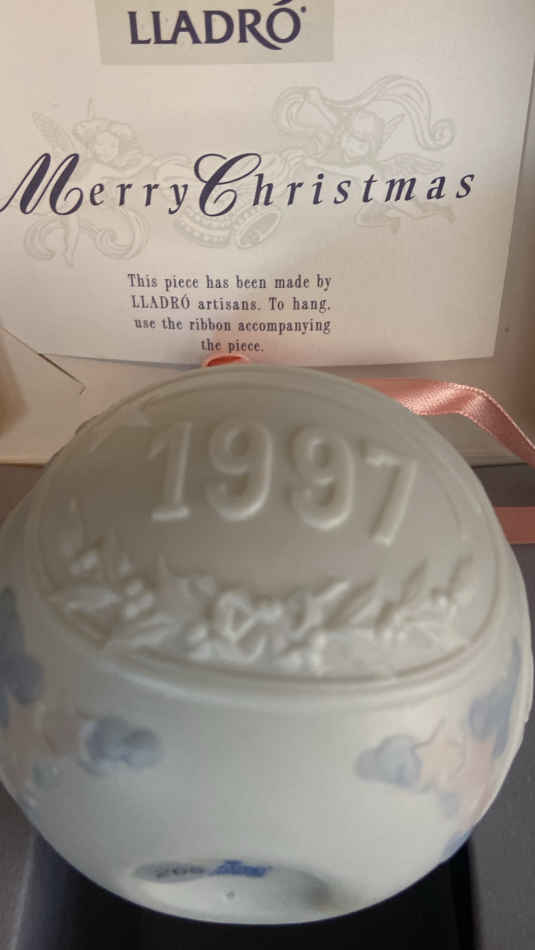 LLADRÓ
Merry Christmas
This piece has been made by
LLADRÓ artisans. To hang,
use the ribbon accompanying
the piece.
1997